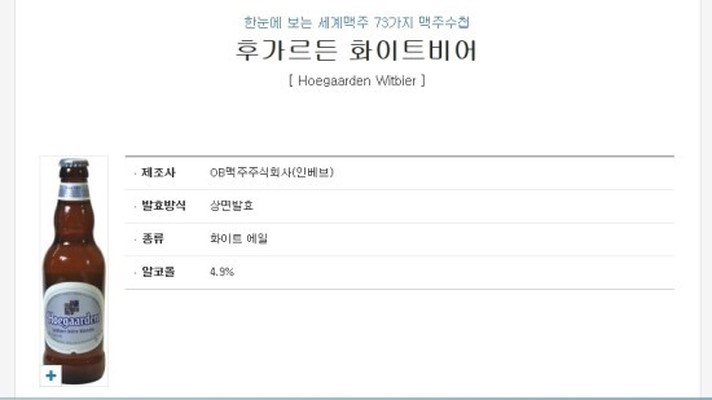 한눈에 보는 세계맥주 73가지 맥주수첩
후가르든 화이트비어
[ Hoegaarden Witbier ]
· 제조사 OB맥주주식회사(인베브)
· 발효방식 상면발효
· 종류 화이트 에일
· 알코올 4.9%
Hoegaarden